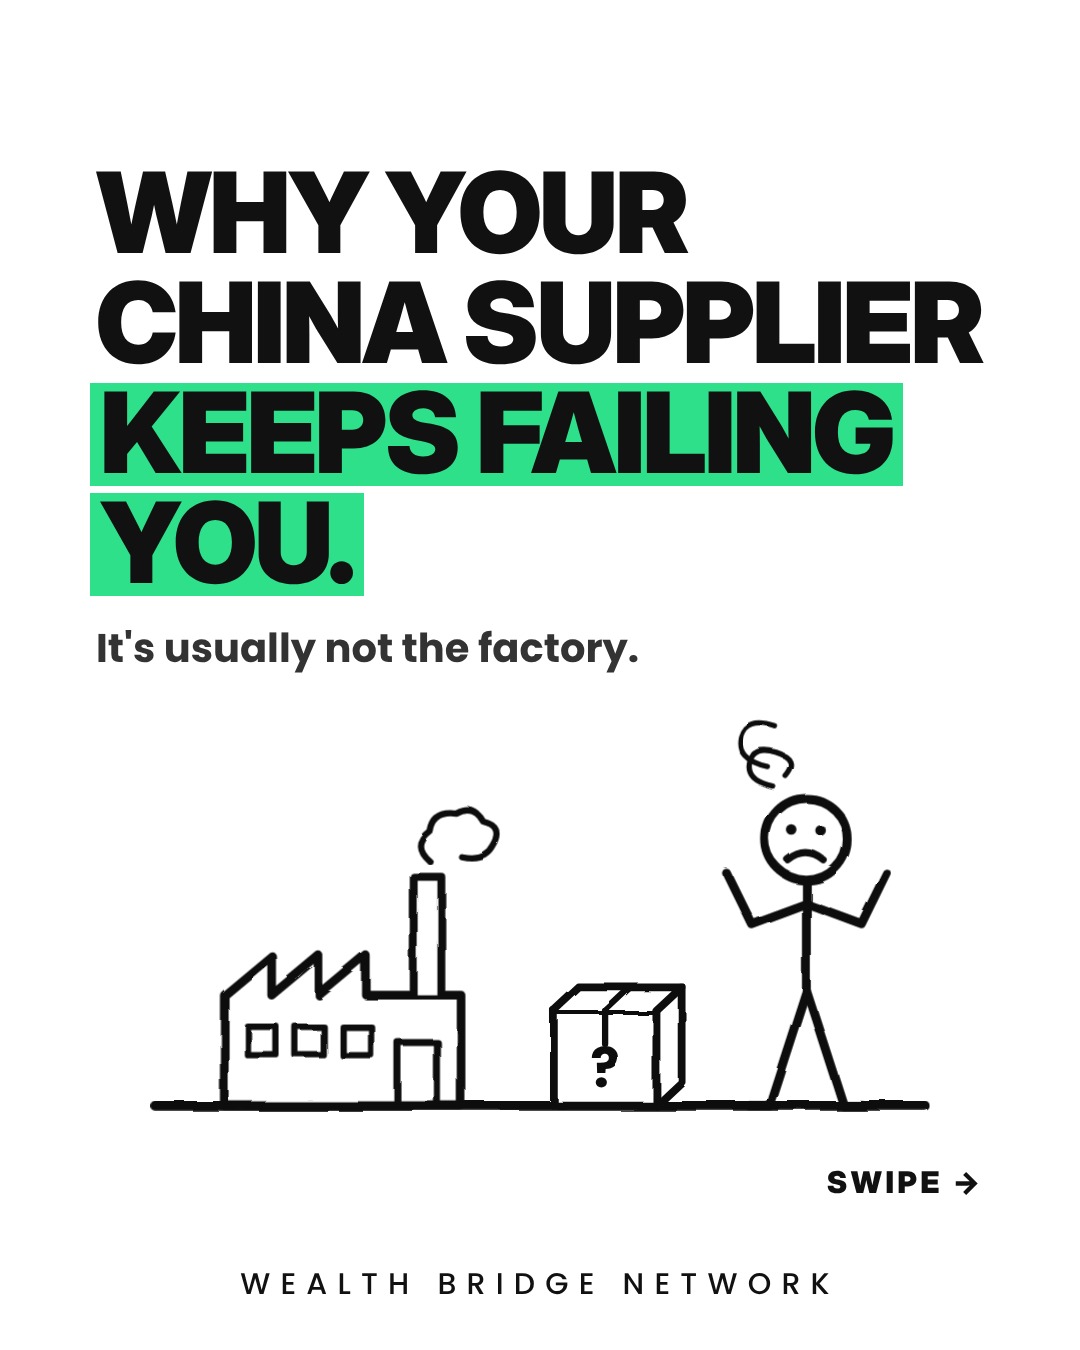 WHY YOUR
CHINA SUPPLIER
KEEPS FAILING
YOU.
It's usually not the factory.
?
SWIPE →
WEALTH BRIDGE NETWORK